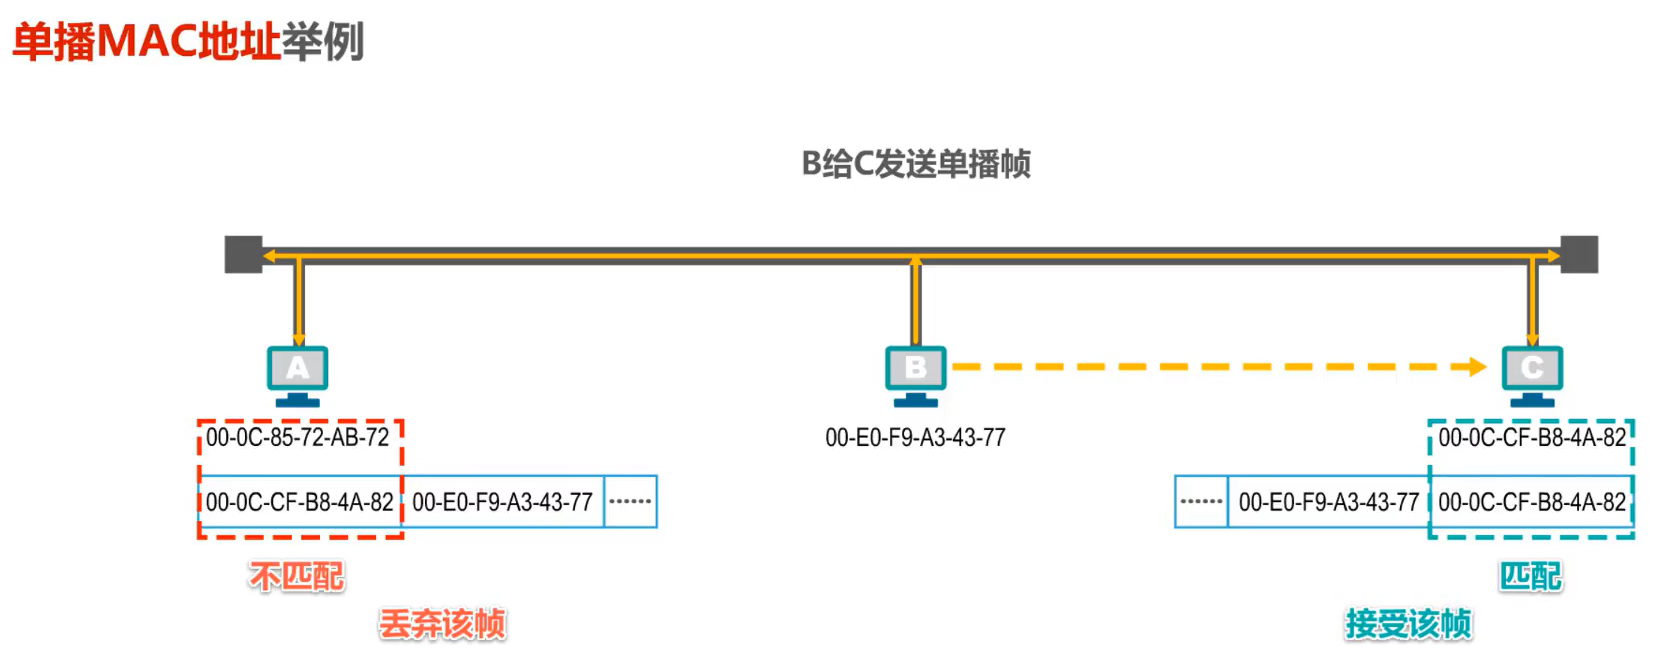 单播MAC地址举例
B给C发送单播帧
A
B
C
00-0C-85-72-AB-72
00-E0-F9-A3-43-77
00-0C-CF-B8-4A-82
00-0C-CF-B8-4A-82 00-E0-F9-A3-43-77 ······
······ 00-E0-F9-A3-43-77 00-0C-CF-B8-4A-82
不匹配
匹配
丢弃该帧
接受该帧